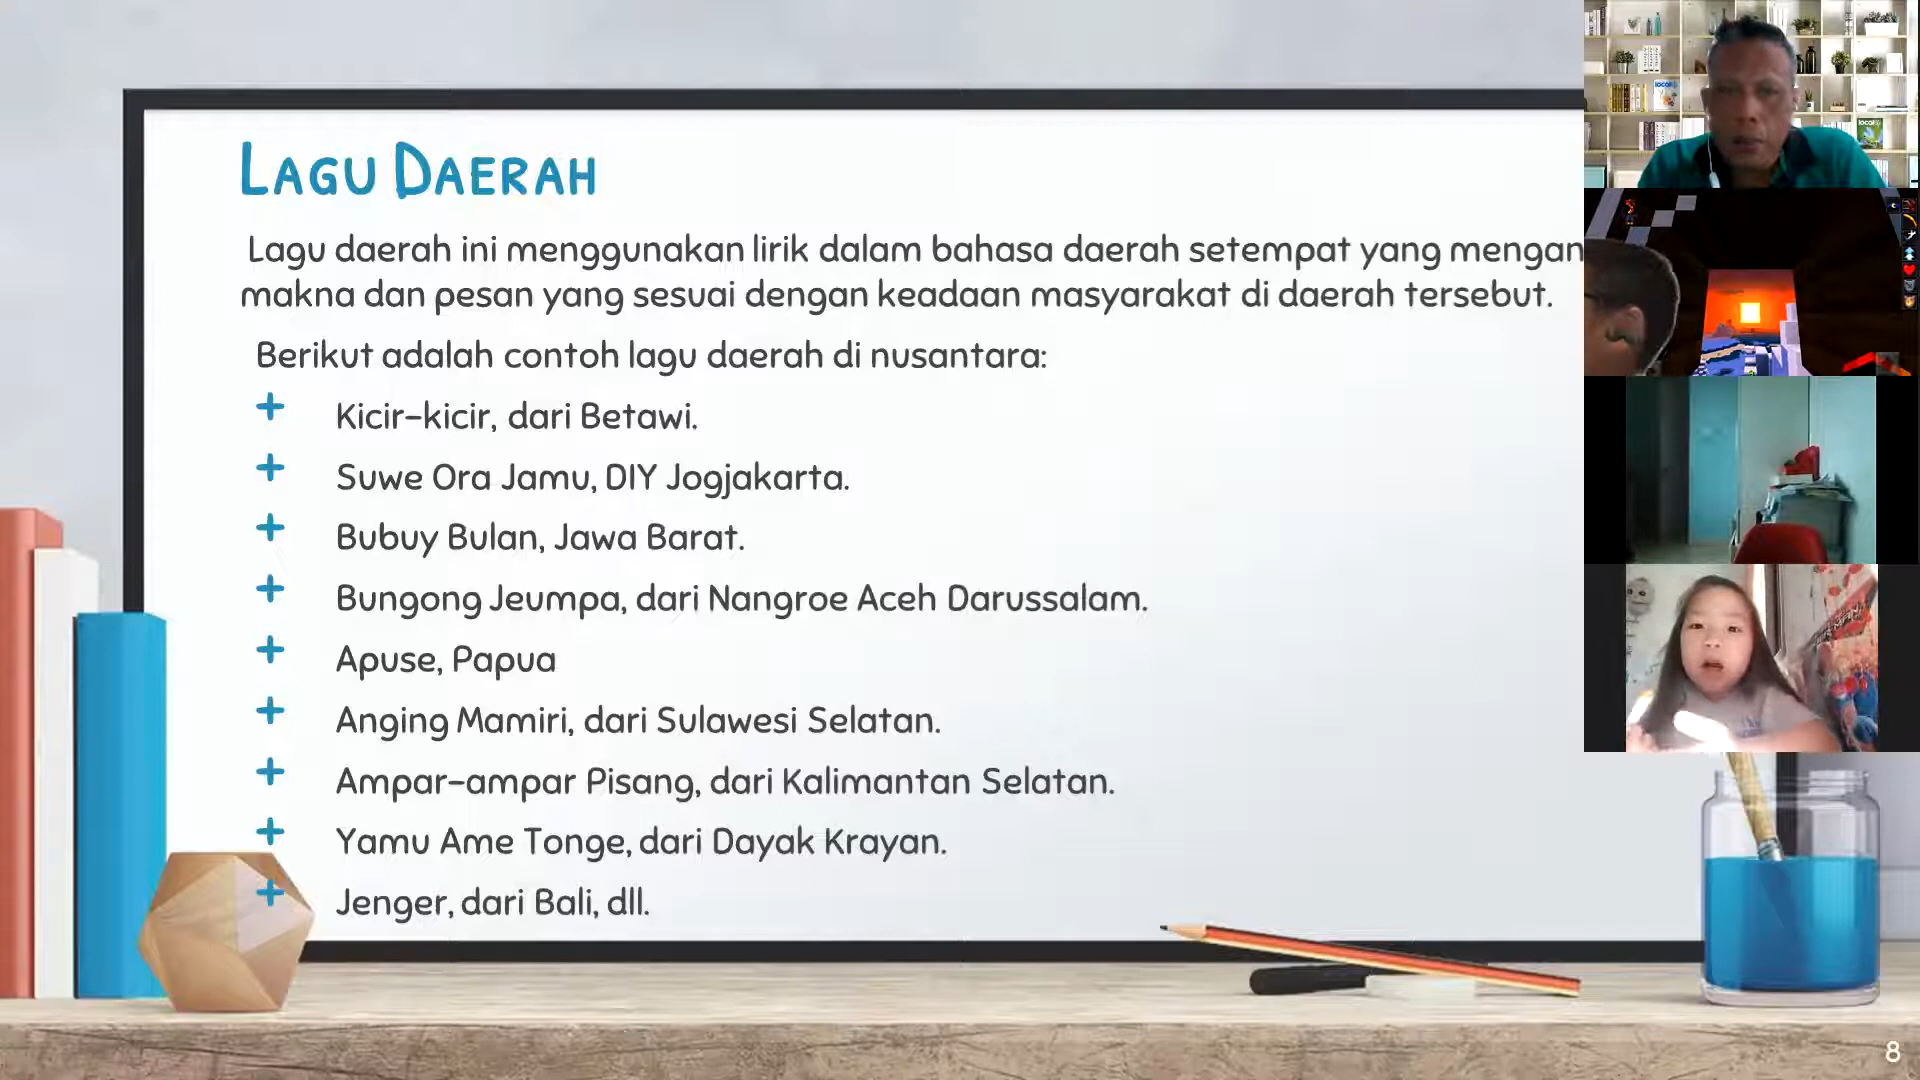 LAGU DAERAH
Lagu daerah ini menggunakan lirik dalam bahasa daerah setempat yang mengan
makna dan pesan yang sesuai dengan keadaan masyarakat di daerah tersebut.
Berikut adalah contoh lagu daerah di nusantara:
+ Kicir-kicir, dari Betawi.
+ Suwe Ora Jamu, DIY Jogjakarta.
+ Bubuy Bulan, Jawa Barat.
+ Bungong Jeumpa, dari Nangroe Aceh Darussalam.
+ Apuse, Papua
+ Anging Mamiri, dari Sulawesi Selatan.
+ Ampar-ampar Pisang, dari Kalimantan Selatan.
+ Yamu Ame Tonge, dari Dayak Krayan.
+ Jenger, dari Bali, dll.
local
local
8